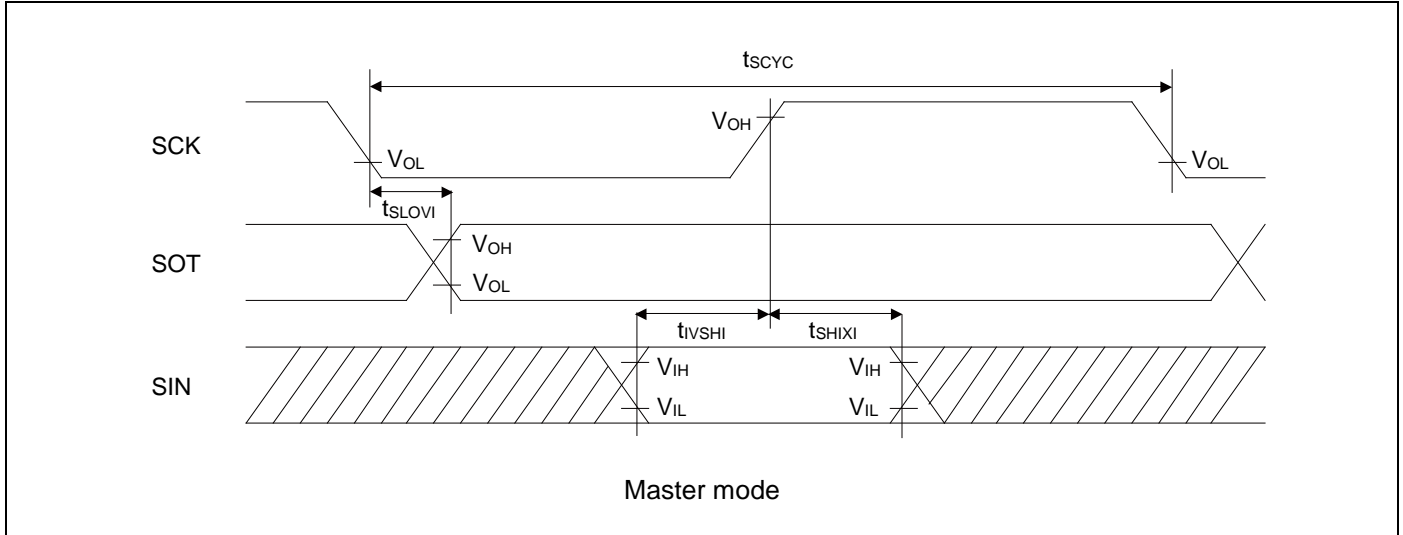 tSCYC
VOH
SCK
VOL
VOL
tSLOVI
VOH
SOT
VOL
tIVSHI
tSHIXI
VIH
VIH
SIN
VIL
VIL
Master mode